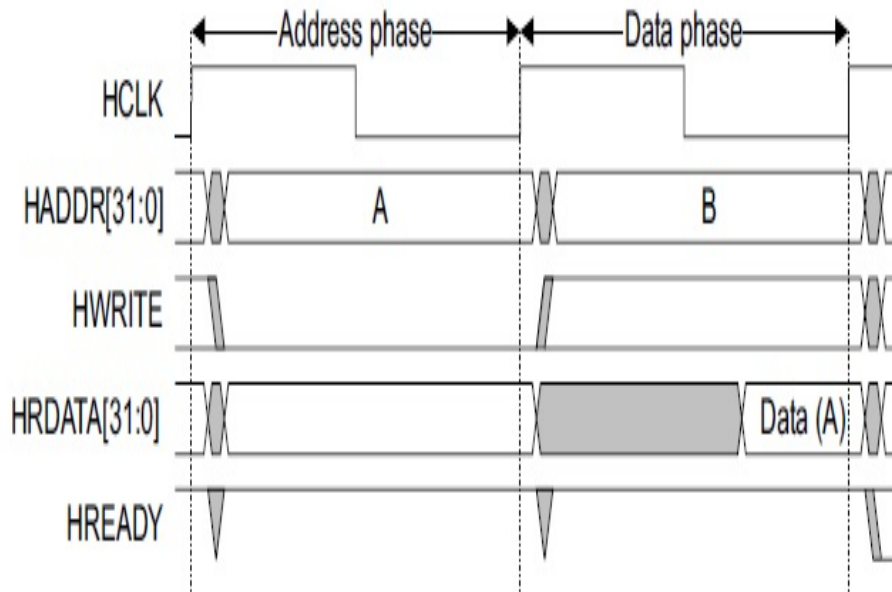 Address phase Data phase
HCLK
HADDR[31:0] A B
HWRITE
HRDATA[31:0] Data (A)
HREADY